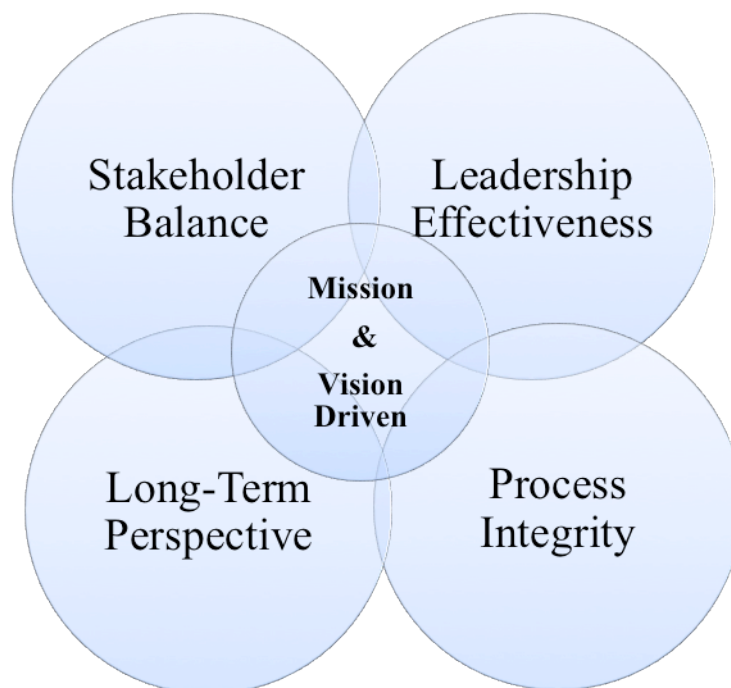 Stakeholder
Balance
Leadership
Effectiveness
Mission
&
Vision
Driven
Long-Term
Perspective
Process
Integrity